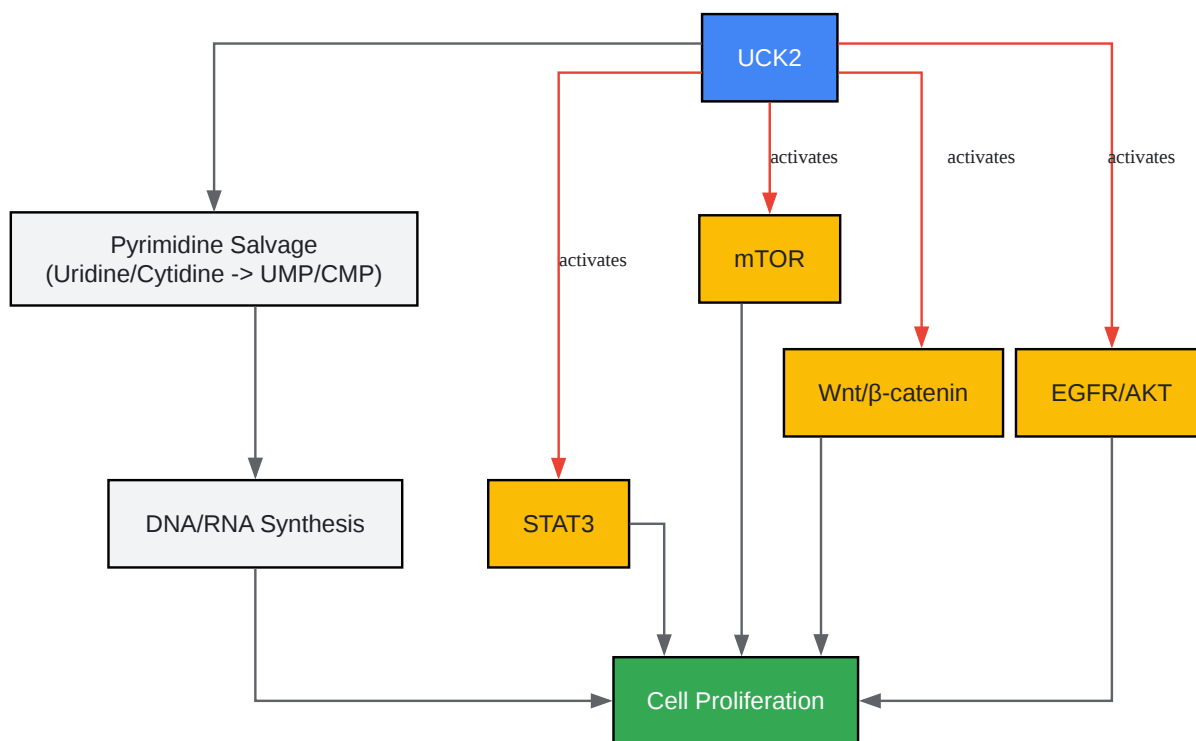 UCK2
activates
activates
activates
Pyrimidine Salvage
(Uridine/Cytidine -> UMP/CMP)
mTOR
activates
Wnt/β-catenin
EGFR/AKT
DNA/RNA Synthesis
STAT3
Cell Proliferation